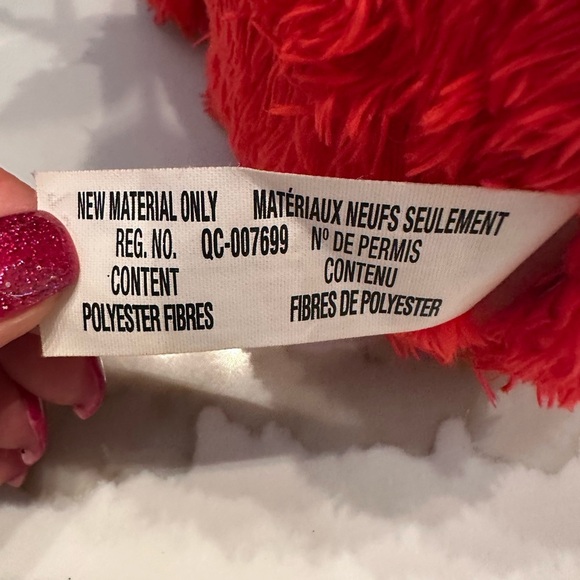 NEW MATERIAL ONLY MATÉRIAUX NEUFS SEULEMENT
REG. NO. QC-007699 Nº DE PERMIS
CONTENT CONTENU
POLYESTER FIBRES FIBRES DE POLYESTER